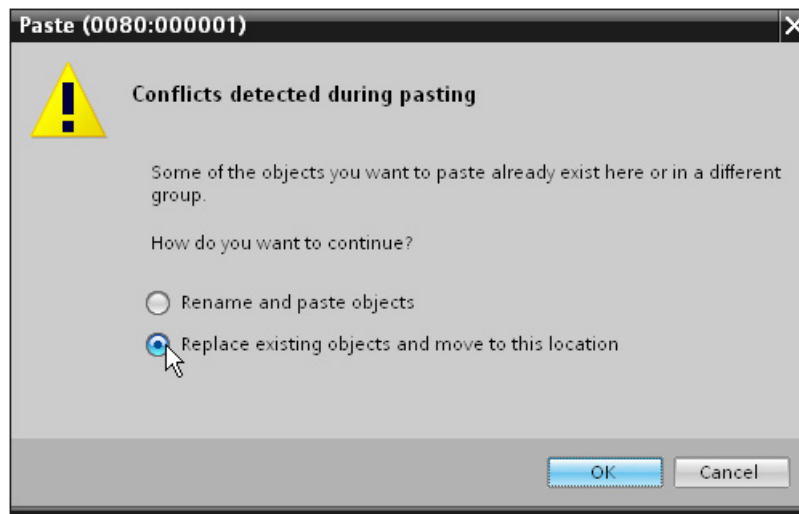 Paste (0080:000001)
Conflicts detected during pasting
Some of the objects you want to paste already exist here or in a different
group.
How do you want to continue?
Rename and paste objects
Replace existing objects and move to this location
OK Cancel